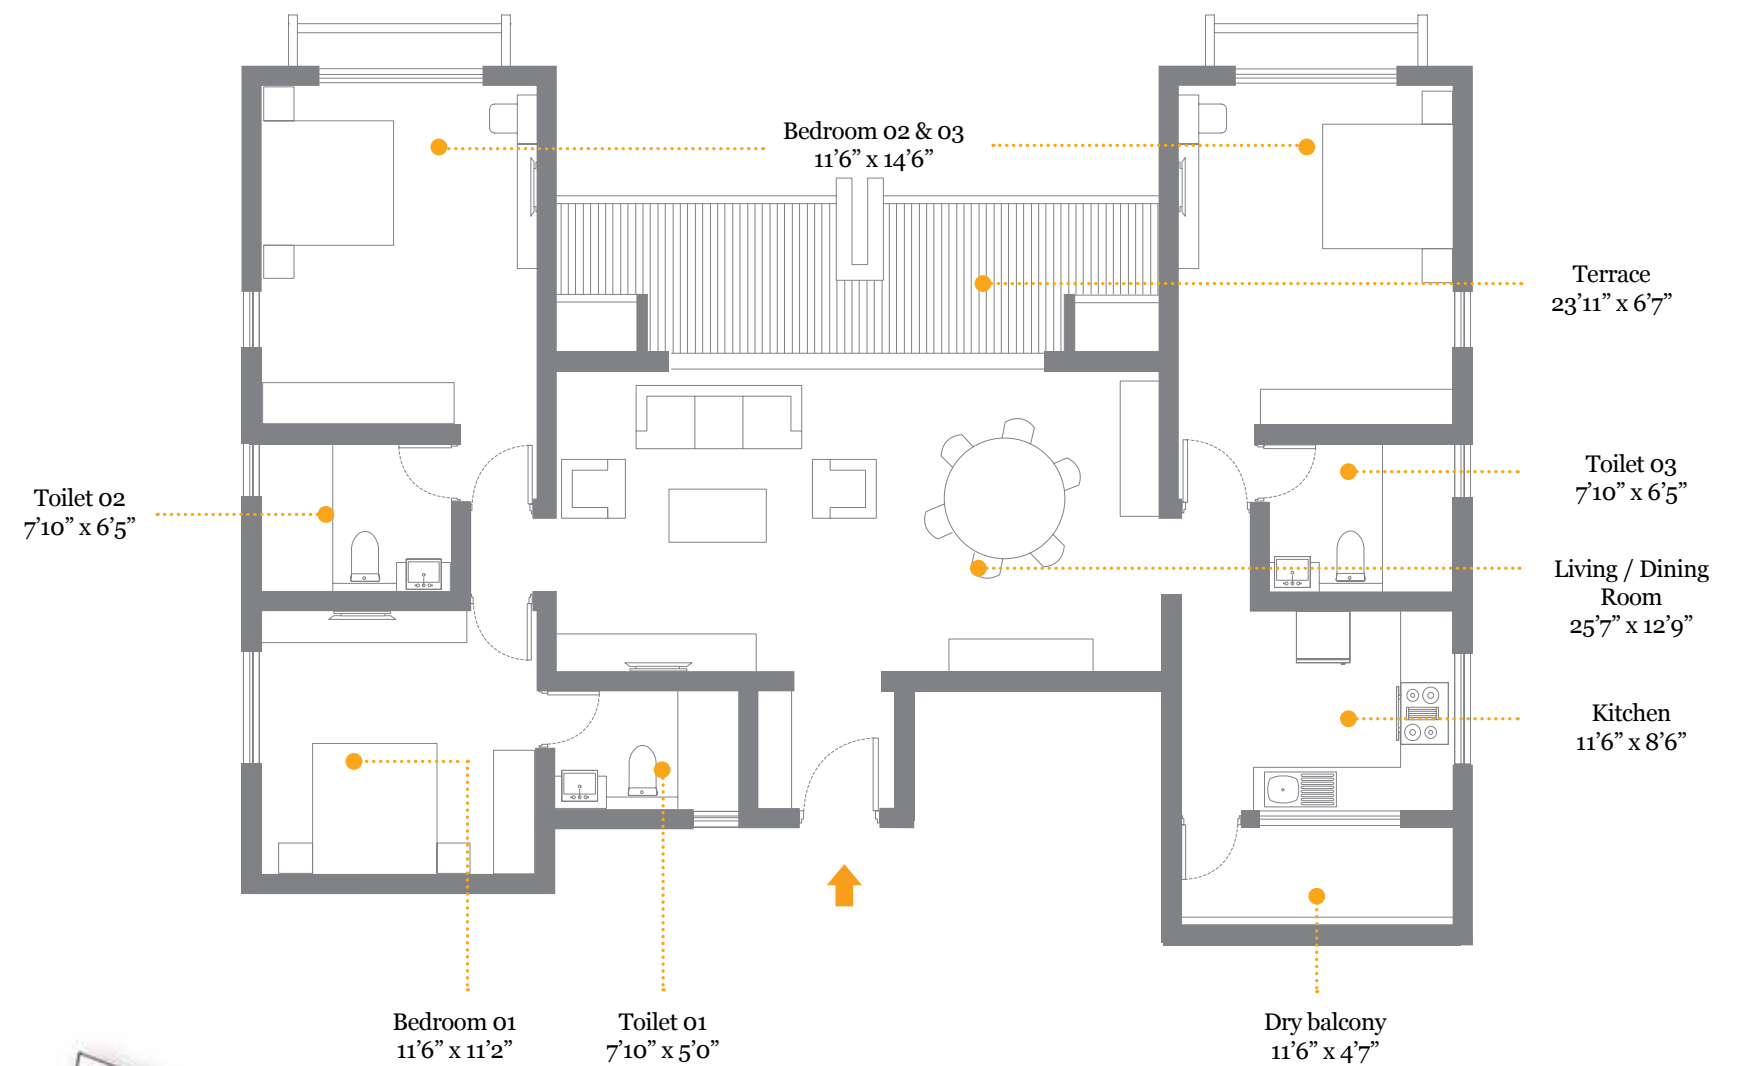 Bedroom 02 & 03
11’6” x 14’6”
Terrace
23’11” x 6’7”
Toilet 02
7’10” x 6’5”
Toilet 03
7’10” x 6’5”
Living / Dining
Room
25’7” x 12’9”
Kitchen
11’6” x 8’6”
Bedroom 01
11’6” x 11’2”
Toilet 01
7’10” x 5’0”
Dry balcony
11’6” x 4’7”